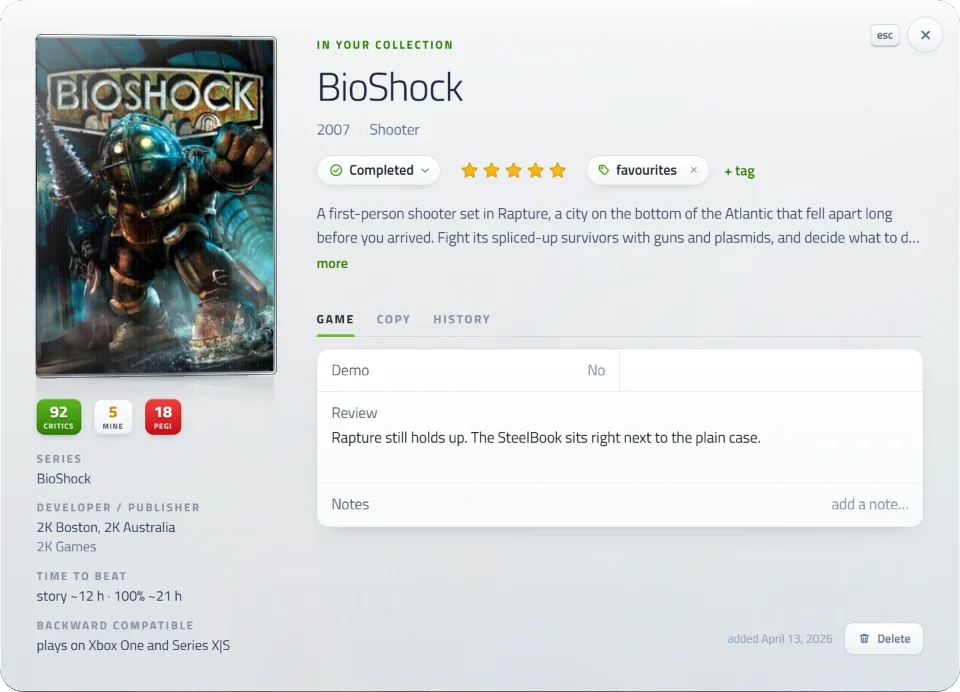 esc
IN YOUR COLLECTION
BIOSHOCK
BioShock
2007 · Shooter
Completed
favourites ×
+ tag
A first-person shooter set in Rapture, a city on the bottom of the Atlantic that fell apart long
before you arrived. Fight its spliced-up survivors with guns and plasmids, and decide what to d...
more
GAME COPY HISTORY
Demo No
Review
Rapture still holds up. The SteelBook sits right next to the plain case.
Notes add a note...
92 CRITICS
5 MINE
18 PEGI
SERIES
BioShock
DEVELOPER / PUBLISHER
2K Boston, 2K Australia
2K Games
TIME TO BEAT
story ~12 h · 100% ~21 h
BACKWARD COMPATIBLE
plays on Xbox One and Series X|S
added April 13, 2026
Delete